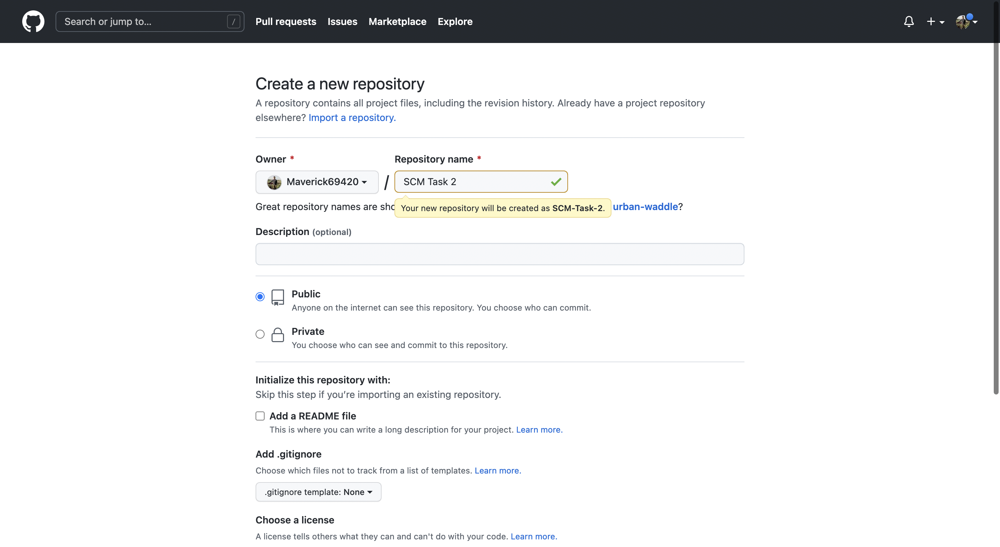 Search or jump to...
/
Pull requests
Issues
Marketplace
Explore
Create a new repository
A repository contains all project files, including the revision history. Already have a project repository
elsewhere? Import a repository.
Owner *
Repository name *
Maverick69420
/
SCM Task 2
Great repository names are sho
Your new repository will be created as SCM-Task-2.
urban-waddle?
Description (optional)
Public
Anyone on the internet can see this repository. You choose who can commit.
Private
You choose who can see and commit to this repository.
Initialize this repository with:
Skip this step if you’re importing an existing repository.
Add a README file
This is where you can write a long description for your project. Learn more.
Add .gitignore
Choose which files not to track from a list of templates. Learn more.
.gitignore template: None
Choose a license
A license tells others what they can and can't do with your code. Learn more.